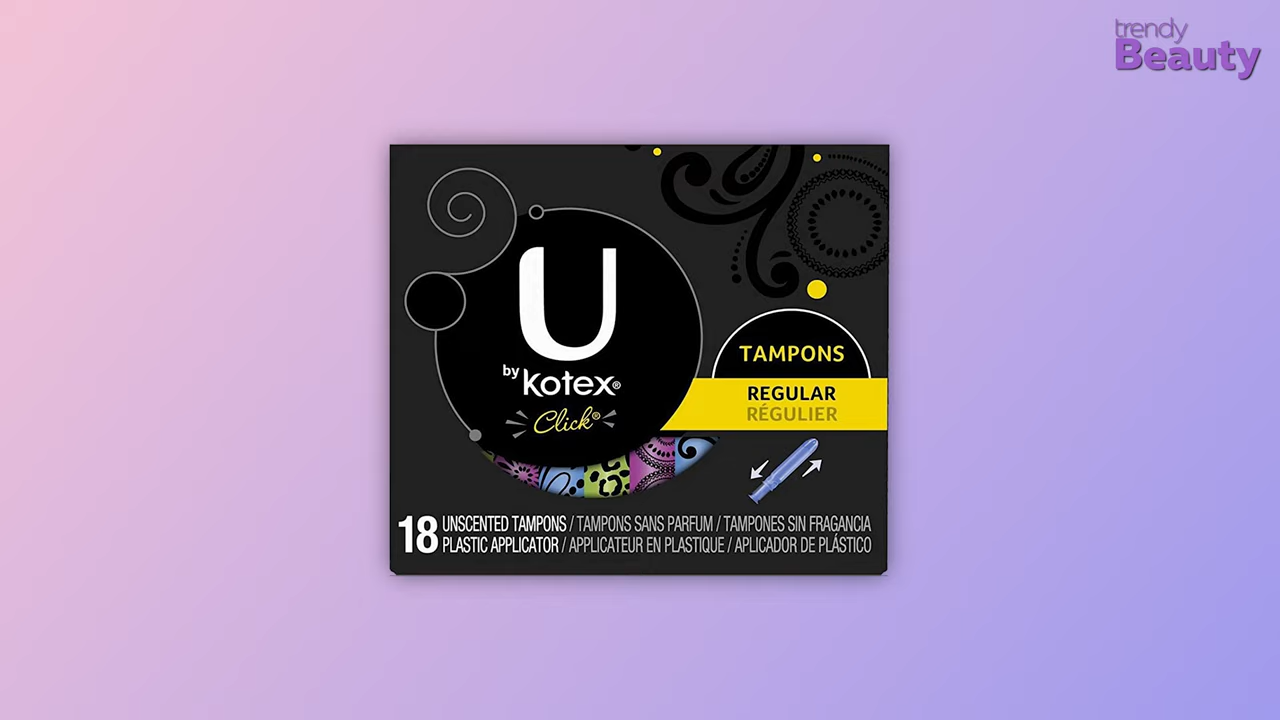 trendy
Beauty
U
by kotex®
Click®
TAMPONS
REGULAR
RÉGULIER
18 UNSCENTED TAMPONS / TAMPONS SANS PARFUM / TAMPONES SIN FRAGANCIA
PLASTIC APPLICATOR / APPLICATEUR EN PLASTIQUE / APLICADOR DE PLÁSTICO